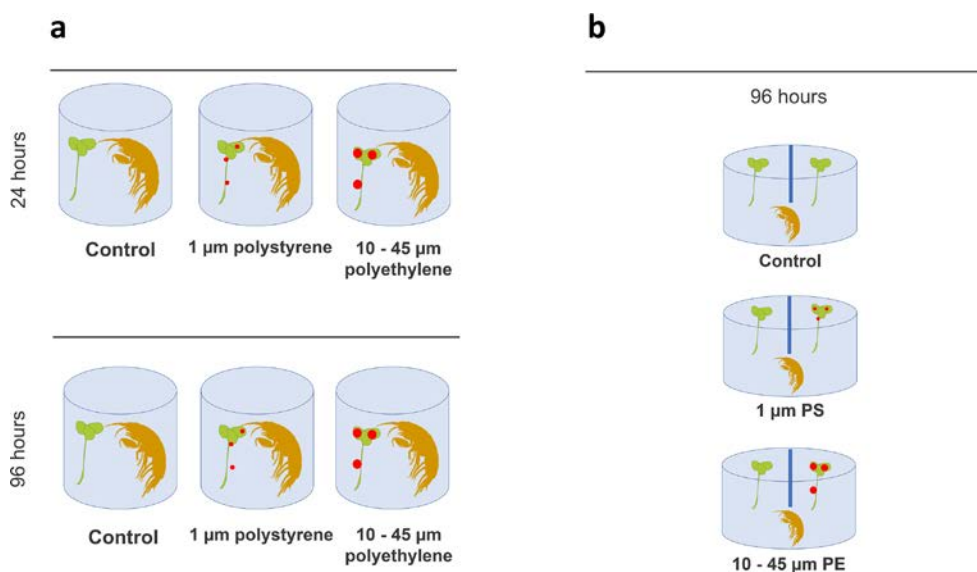 a
24 hours
Control
1 µm polystyrene
10 - 45 µm
polyethylene
96 hours
Control
1 µm polystyrene
10 - 45 µm
polyethylene
b
96 hours
Control
1 µm PS
10 - 45 µm PE